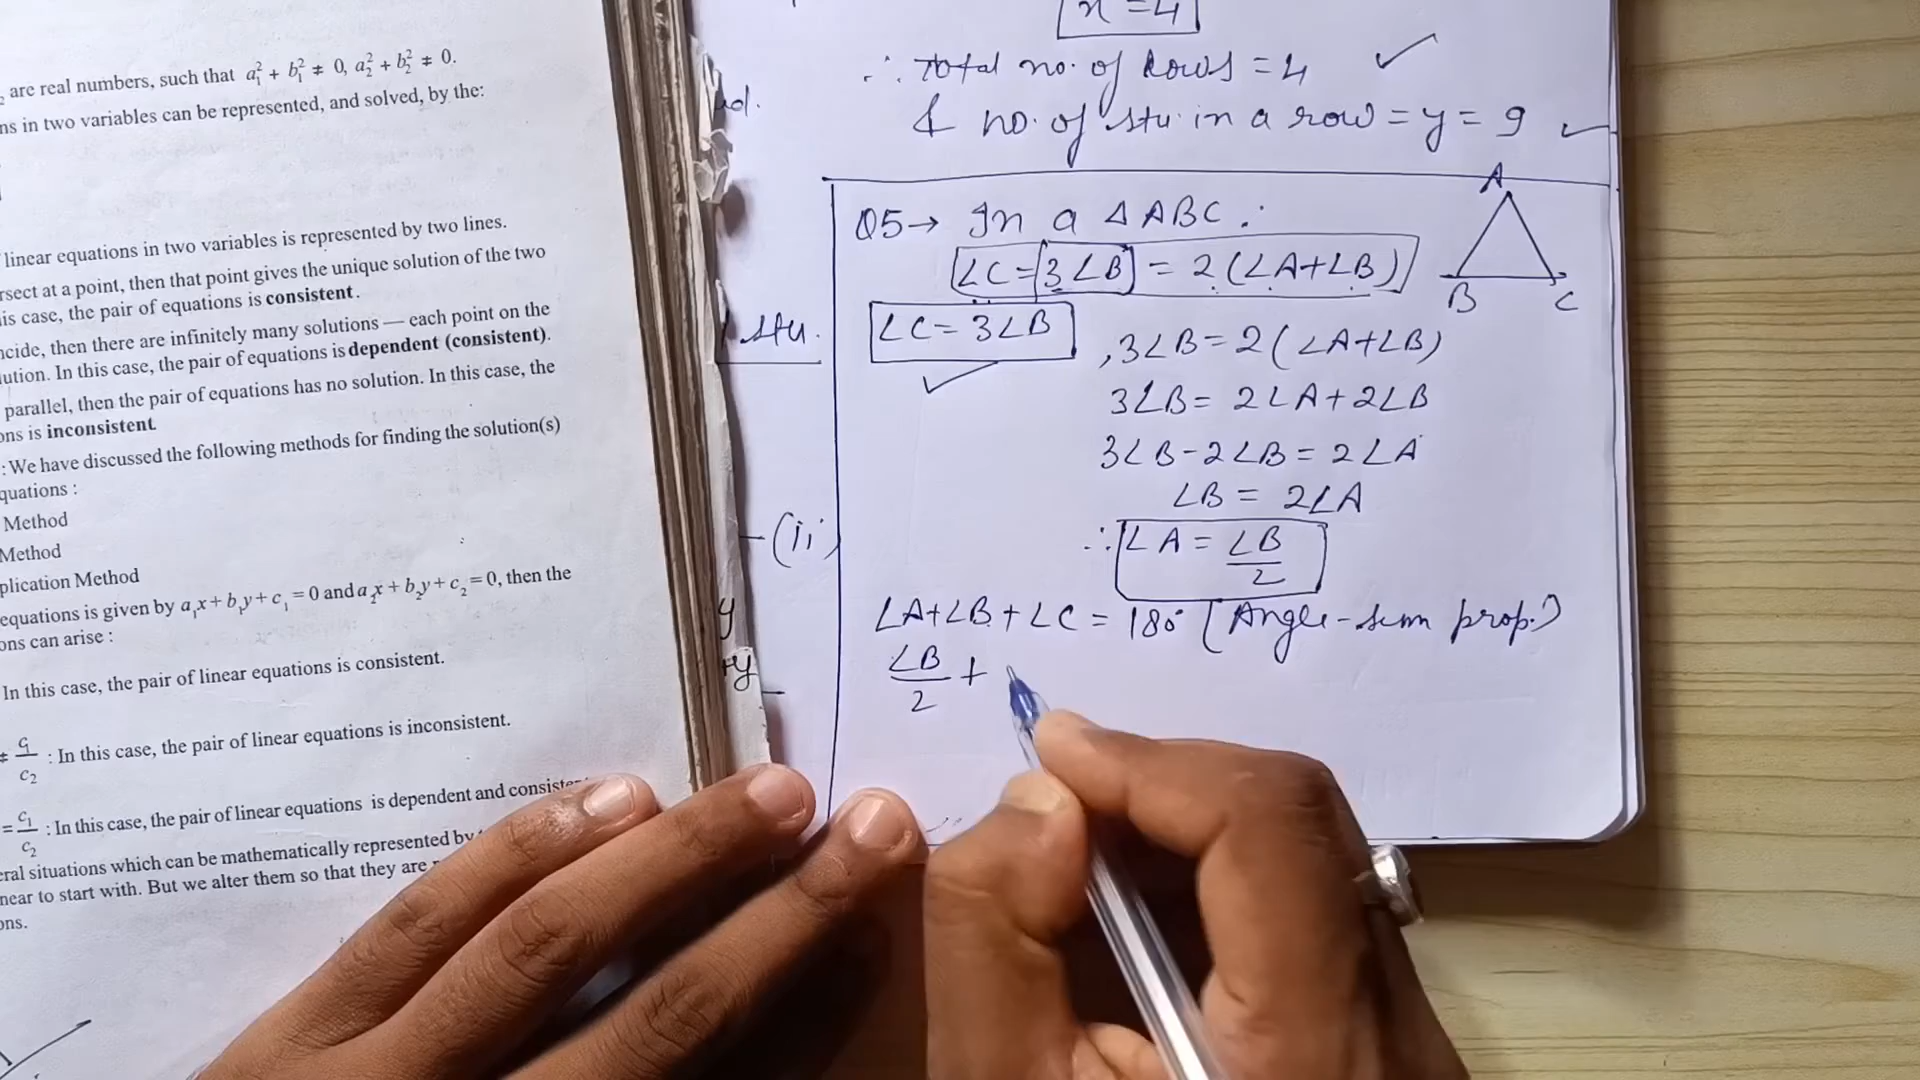 ₂ are real numbers, such that a₁² + b₁² ≠ 0, a₂² + b₂² ≠ 0.
ns in two variables can be represented, and solved, by the:
linear equations in two variables is represented by two lines.
rsect at a point, then that point gives the unique solution of the two
is case, the pair of equations is consistent.
ncide, then there are infinitely many solutions — each point on the
lution. In this case, the pair of equations is dependent (consistent).
parallel, then the pair of equations has no solution. In this case, the
ons is inconsistent
: We have discussed the following methods for finding the solution(s)
quations :
Method
Method
plication Method
equations is given by a₁x + b₁y + c₁ = 0 and a₂x + b₂y + c₂ = 0, then the
ons can arise :
In this case, the pair of linear equations is consistent.
≠ c₁/c₂ : In this case, the pair of linear equations is inconsistent.
= c₁/c₂ : In this case, the pair of linear equations is dependent and consiste
eral situations which can be mathematically represented by
near to start with. But we alter them so that they are
ons.
stu.
(ii)
y
+y
x = 4
∴ total no. of rows = 4 ✓
& no. of stu. in a row = y = 9 ✓
Q5→ In a △ABC ∴
∠C = 3∠B = 2(∠A+∠B)
A
B
C
∠C = 3∠B ✓
, 3∠B = 2(∠A+∠B)
3∠B = 2∠A + 2∠B
3∠B - 2∠B = 2∠A
∠B = 2∠A
∴ ∠A = ∠B/2
∠A+∠B+∠C = 180° (Angle-sum prop.)
∠B/2 +